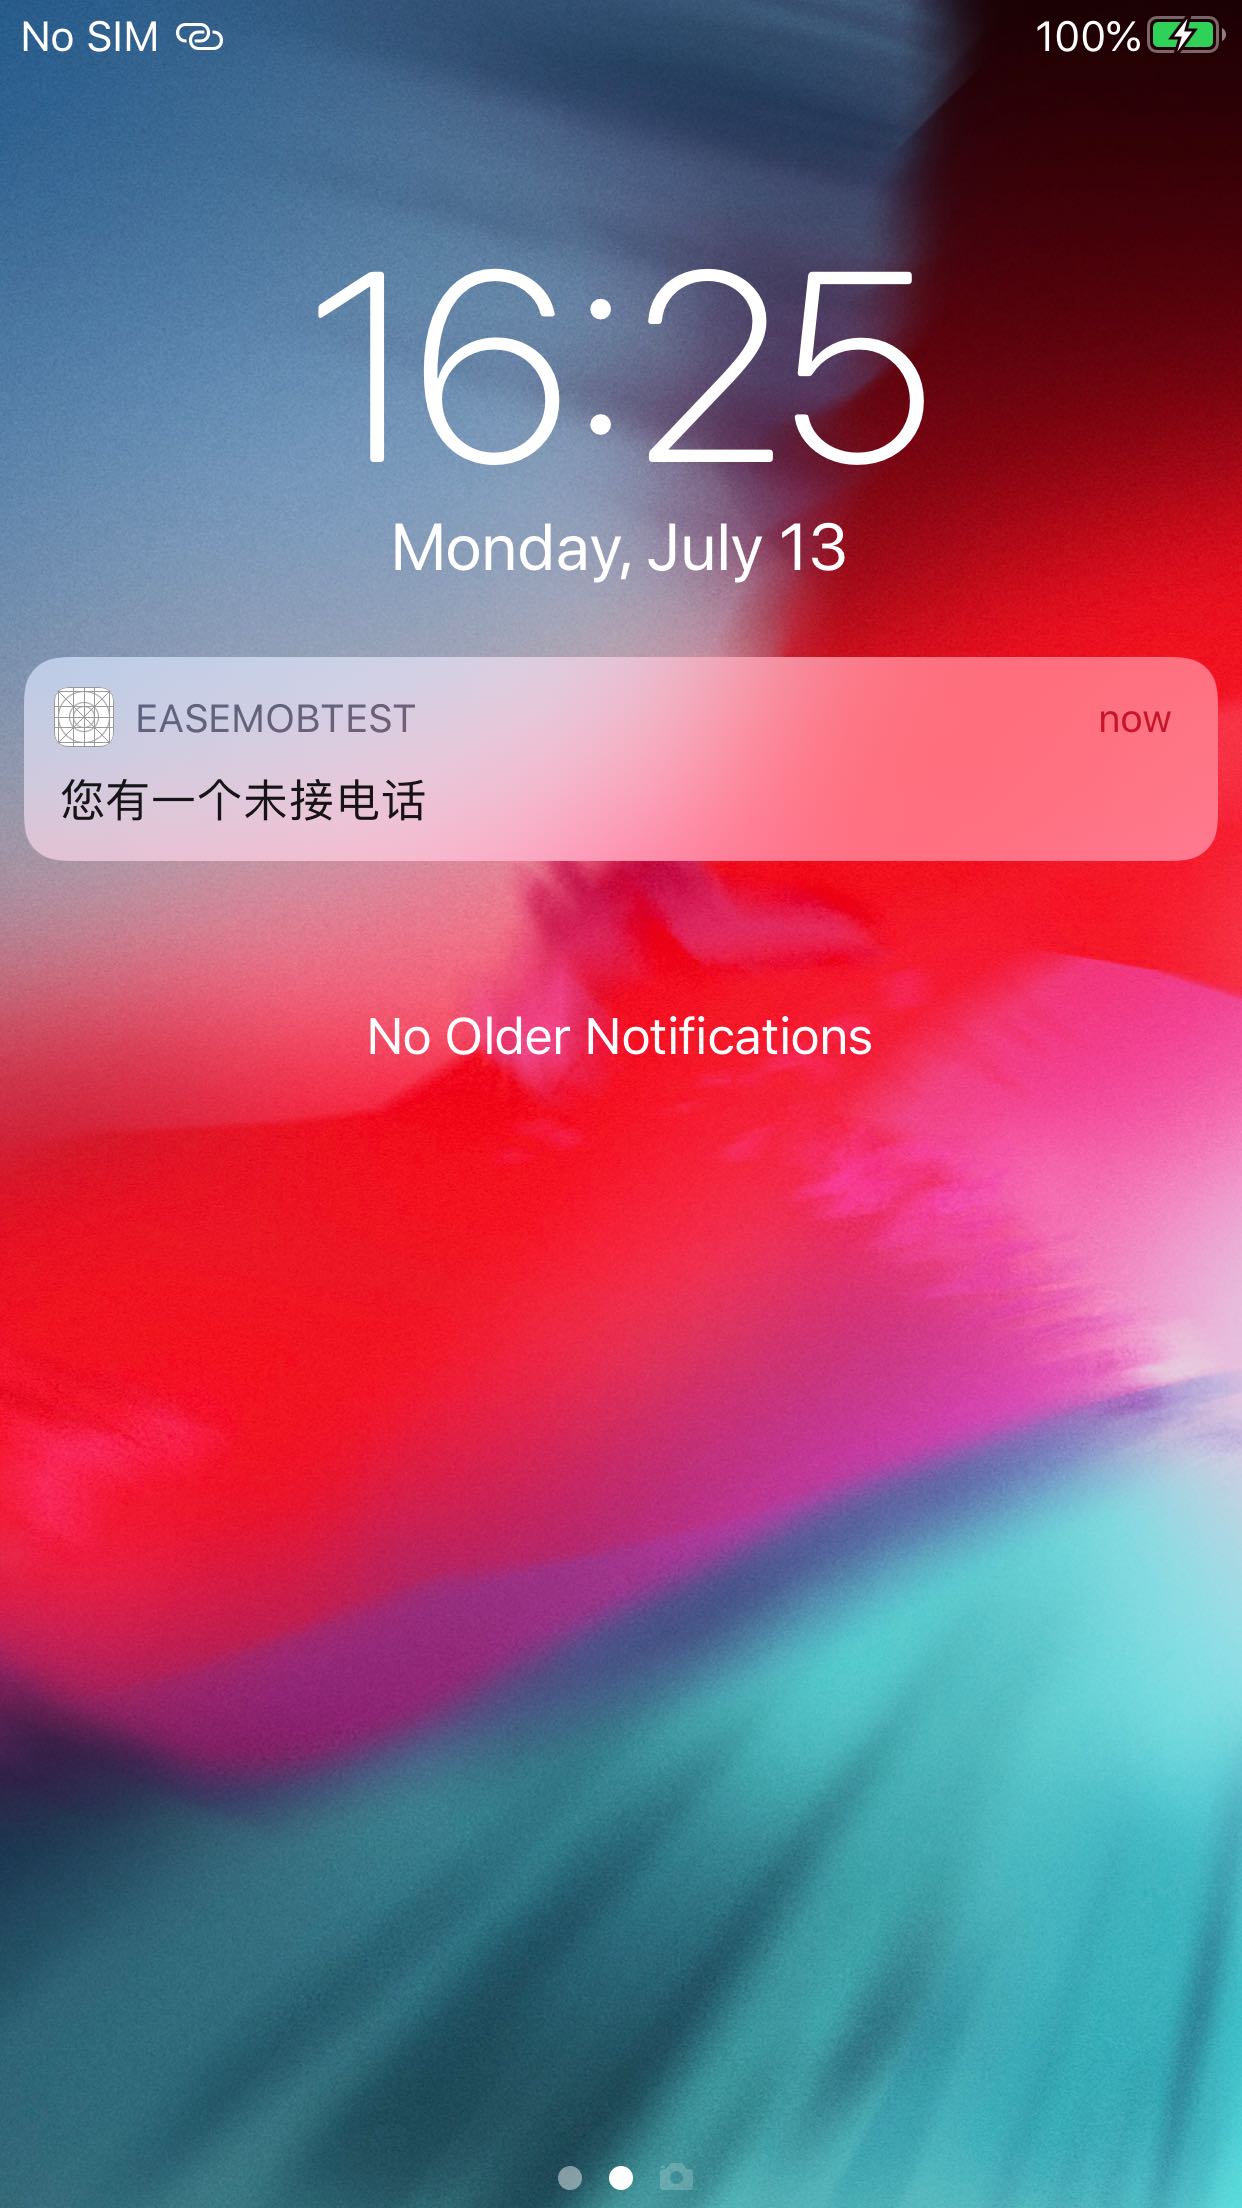 No SIM
100%
16:25
Monday, July 13
EASEMOBTEST
now
您有一个未接电话
No Older Notifications